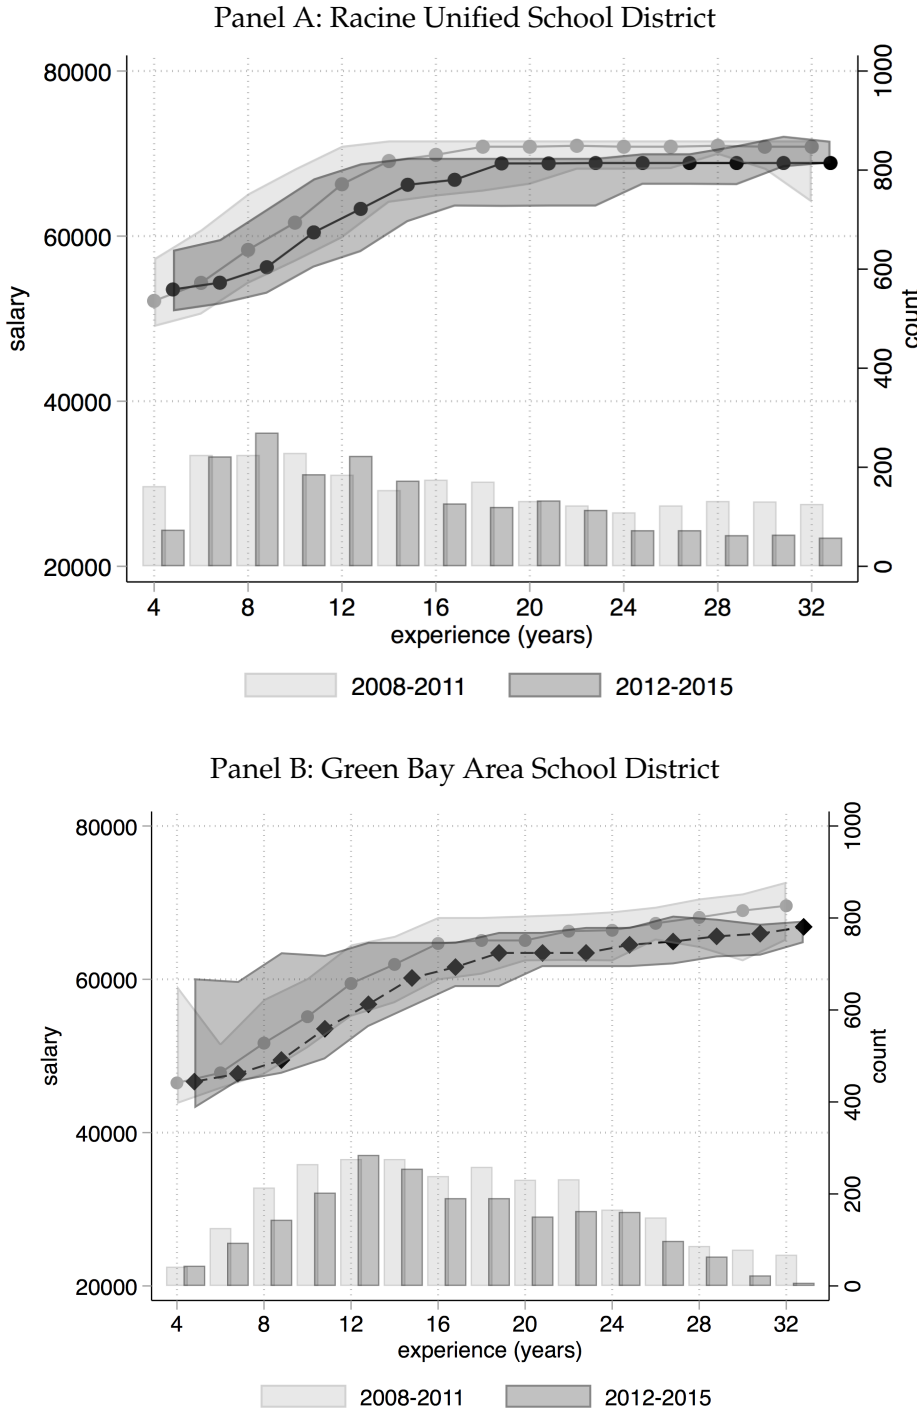 Panel A: Racine Unified School District
80000
60000
40000
20000
salary
1000
800
600
400
200
0
count
4 8 12 16 20 24 28 32
experience (years)
2008-2011 2012-2015
Panel B: Green Bay Area School District
80000
60000
40000
20000
salary
1000
800
600
400
200
0
count
4 8 12 16 20 24 28 32
experience (years)
2008-2011 2012-2015